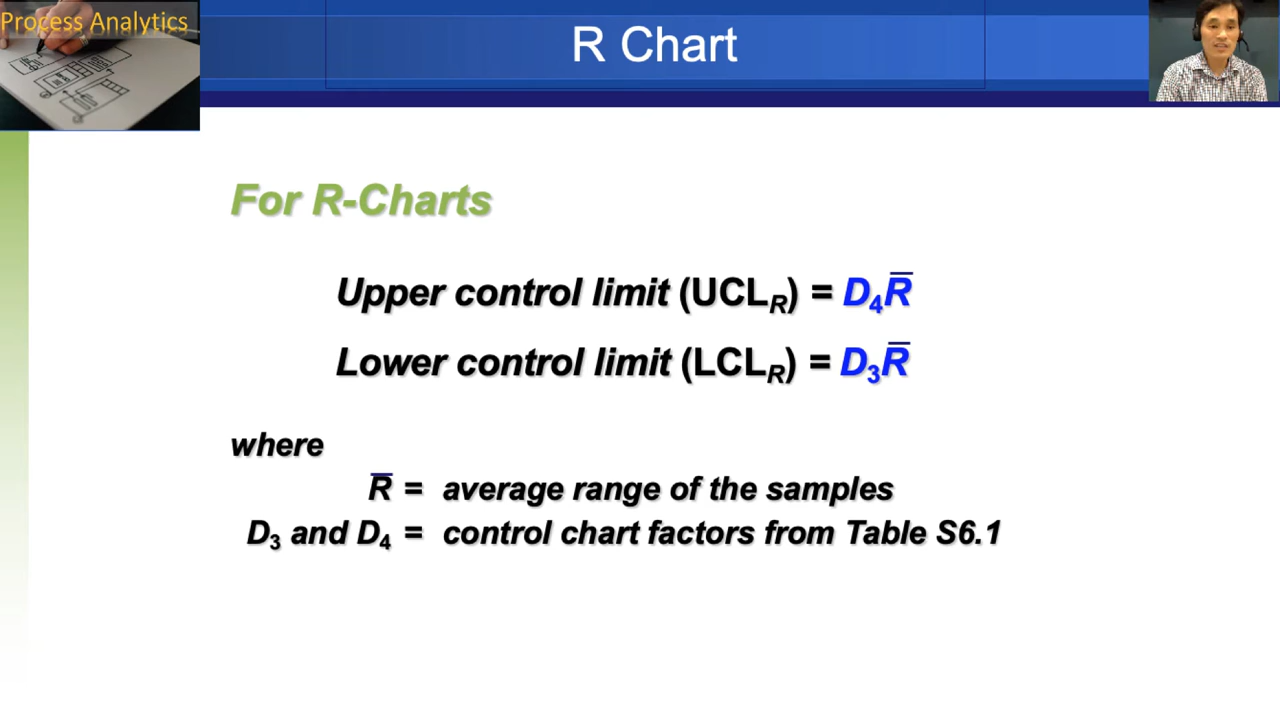 Process Analytics
R Chart
For R-Charts
Upper control limit (UCL_R) = D₄R̅
Lower control limit (LCL_R) = D₃R̅
where
R̅ = average range of the samples
D₃ and D₄ = control chart factors from Table S6.1